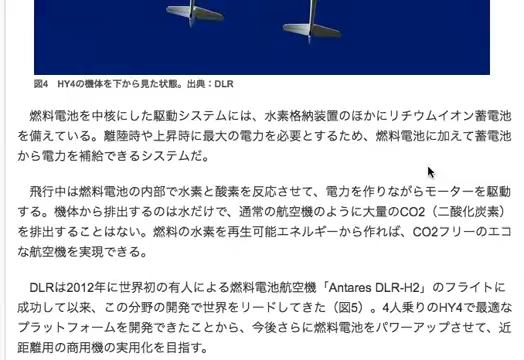 図4 HY4の機体を下から見た状態。出典：DLR
燃料電池を中核にした駆動システムには、水素格納装置のほかにリチウムイオン蓄電池
を備えている。離陸時や上昇時に最大の電力を必要とするため、燃料電池に加えて蓄電池
から電力を補給できるシステムだ。
飛行中は燃料電池の内部で水素と酸素を反応させて、電力を作りながらモーターを駆動
する。機体から排出するのは水だけで、通常の航空機のように大量のCO2（二酸化炭素）
を排出することはない。燃料の水素を再生可能エネルギーから作れば、CO2フリーのエコ
な航空機を実現できる。
DLRは2012年に世界初の有人による燃料電池航空機「Antares DLR-H2」のフライトに
成功して以来、この分野の開発で世界をリードしてきた（図5）。4人乗りのHY4で最適な
プラットフォームを開発できたことから、今後さらに燃料電池をパワーアップさせて、近
距離用の商用機の実用化を目指す。